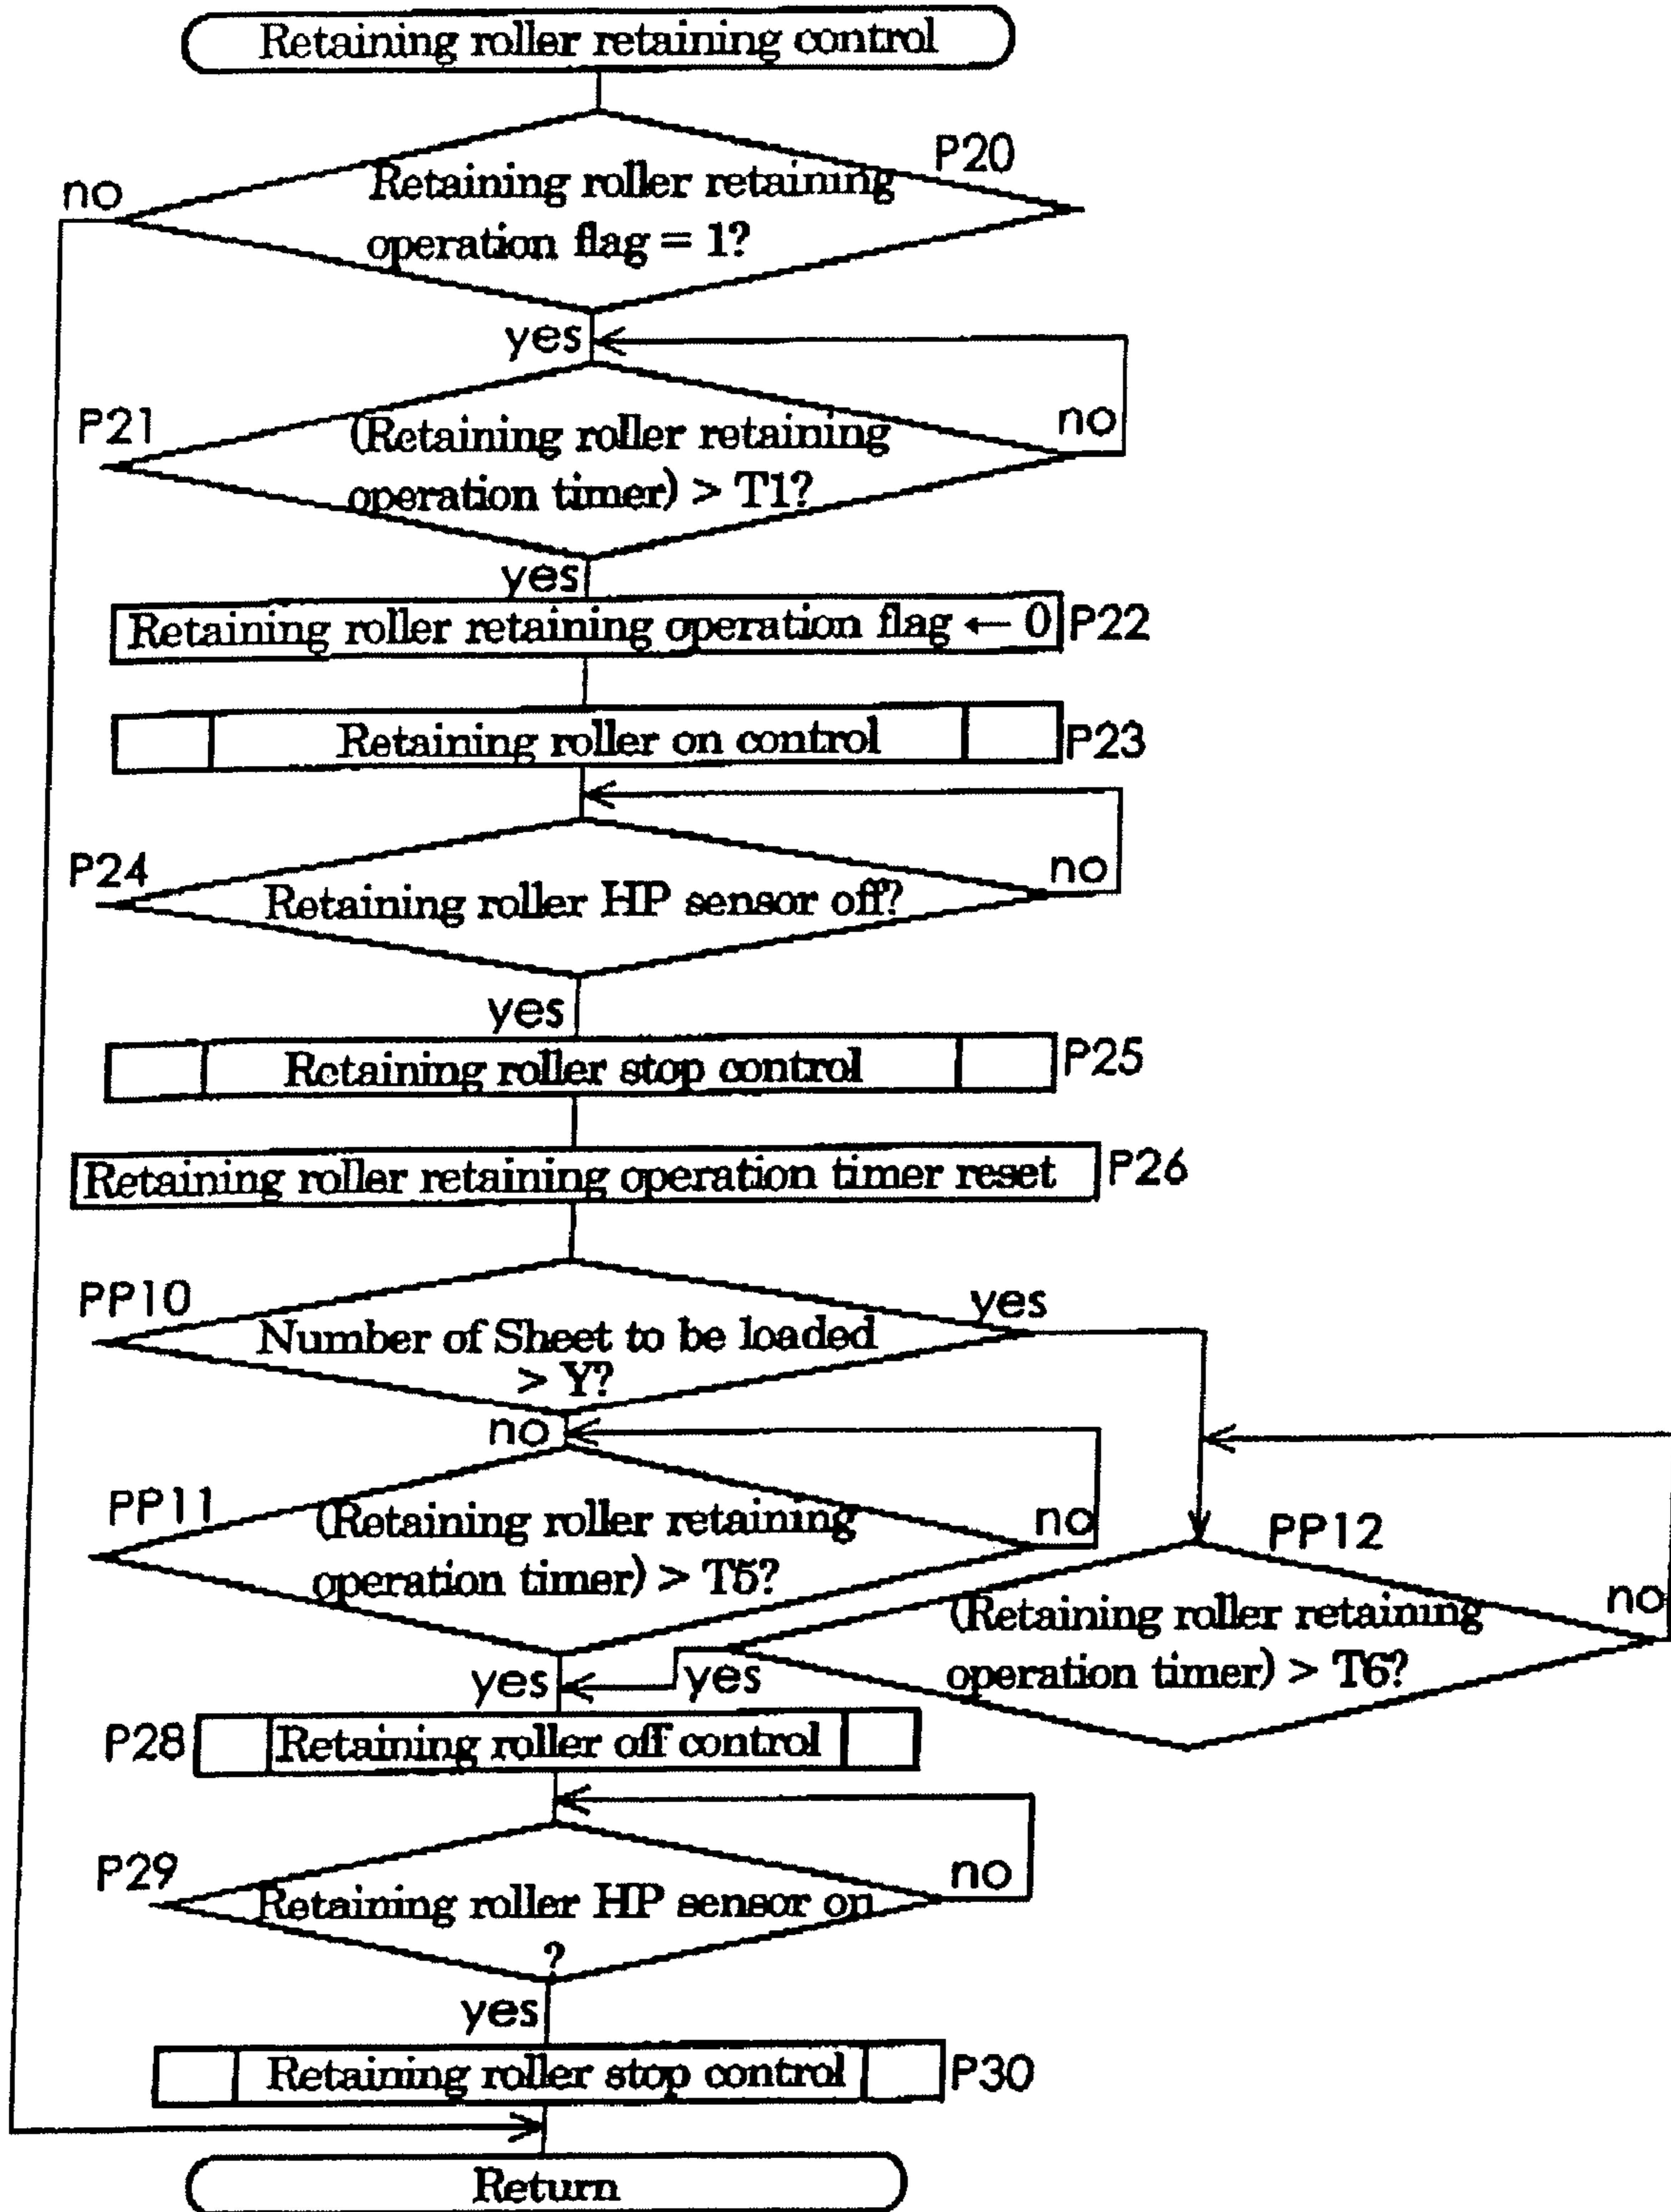 Retaining roller retaining control
P20
no
Retaining roller retaining
operation flag = 1?
yes
P21
no
(Retaining roller retaining
operation timer) > T1?
yes
Retaining roller retaining operation flag ← 0
P22
Retaining roller on control
P23
P24
no
Retaining roller HP sensor off?
yes
Retaining roller stop control
P25
Retaining roller retaining operation timer reset
P26
PP10
yes
Number of Sheet to be loaded
> Y?
no
PP11
(Retaining roller retaining
operation timer) > T5?
no
PP12
no
(Retaining roller retaining
operation timer) > T6?
yes
yes
P28
Retaining roller off control
P29
no
Retaining roller HP sensor on
?
yes
Retaining roller stop control
P30
Return